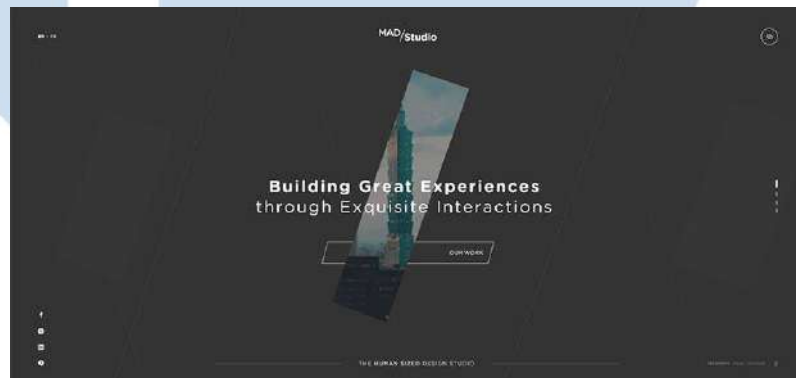 MAD/Studio
Building Great Experiences
through Exquisite Interactions
OUR WORK
THE HUMAN SIZED DESIGN STUDIO